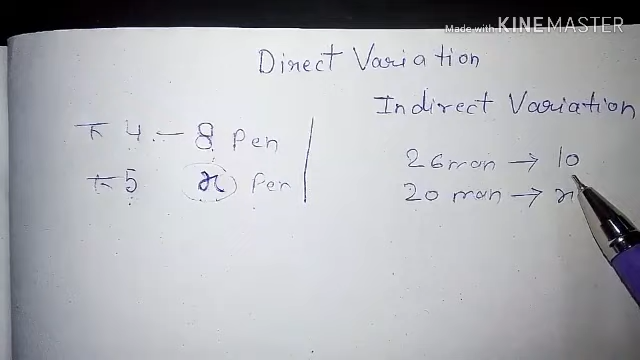 Made with KINEMASTER
Direct Variation
Indirect Variation
₹ 4 — 8 Pen
₹ 5 x Pen
26 man → 10
20 man → x